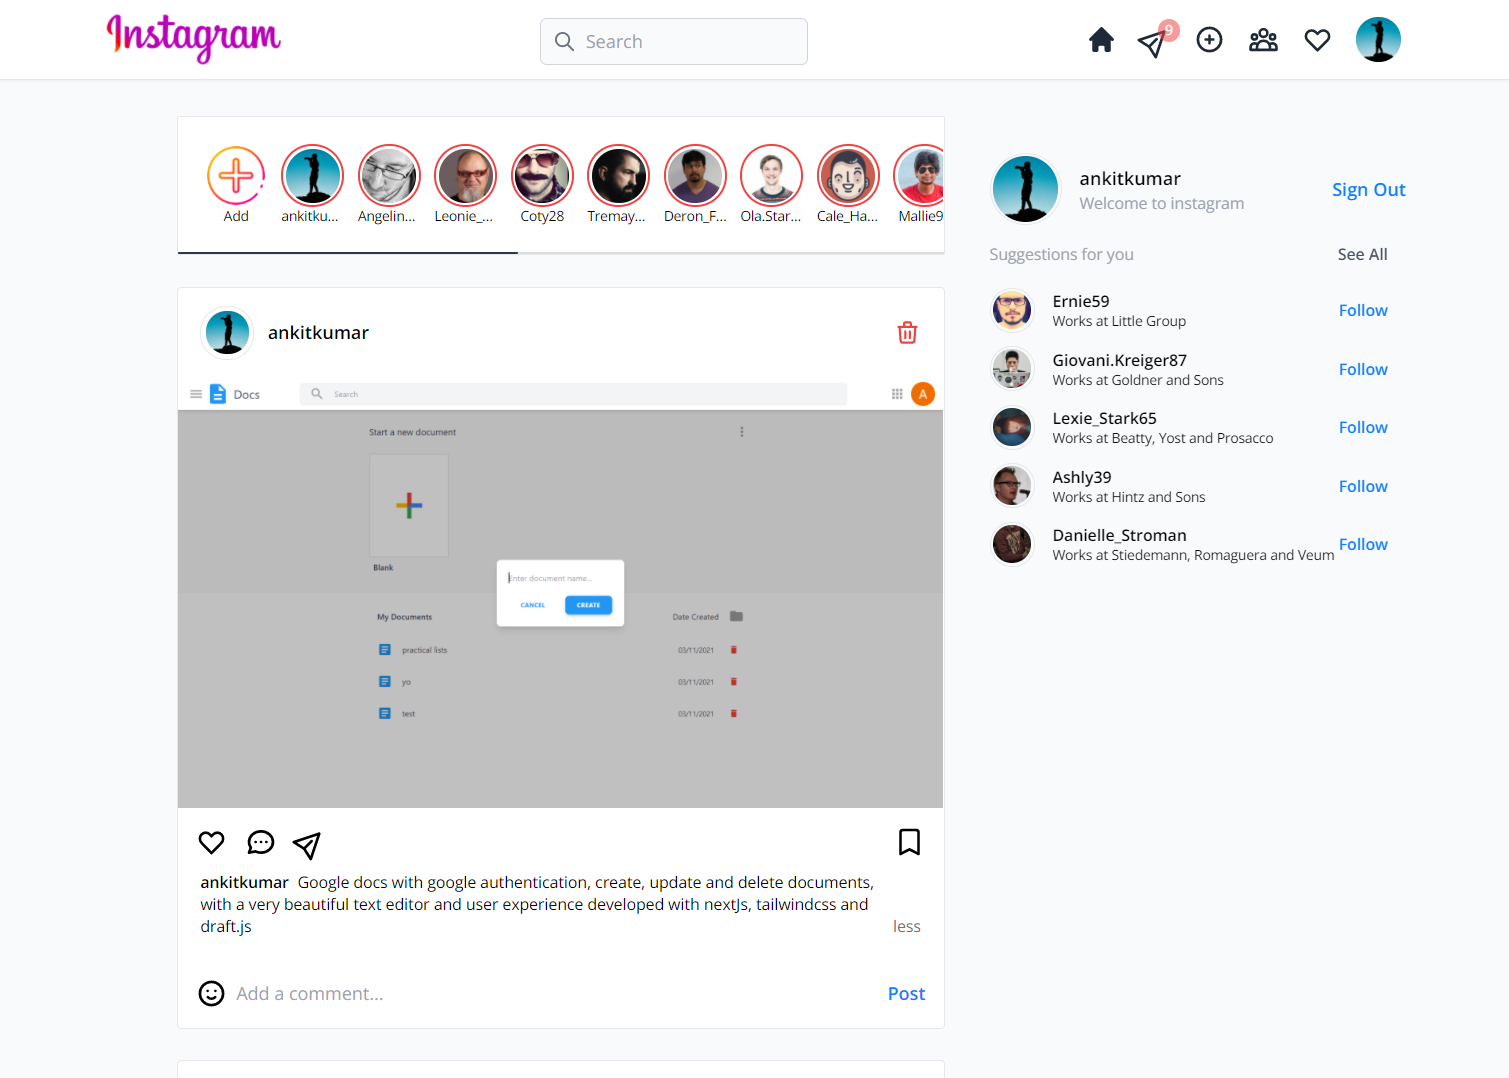 Instagram
Search
9
Add
ankitku...
Angelin...
Leonie_...
Coty28
Tremay...
Deron_F...
Ola.Star...
Cale_Ha...
Mallie9
ankitkumar
Welcome to instagram
Sign Out
Suggestions for you
See All
Ernie59
Works at Little Group
Follow
Giovani.Kreiger87
Works at Goldner and Sons
Follow
Lexie_Stark65
Works at Beatty, Yost and Prosacco
Follow
Ashly39
Works at Hintz and Sons
Follow
Danielle_Stroman
Works at Stiedemann, Romaguera and Veum
Follow
ankitkumar
Docs
Search
A
Start a new document
Blank
Enter document name...
CANCEL
CREATE
My Documents
Date Created
practical lists
03/11/2021
yo
03/11/2021
test
03/11/2021
ankitkumar Google docs with google authentication, create, update and delete documents,
with a very beautiful text editor and user experience developed with nextJs, tailwindcss and
draft.js
less
Add a comment...
Post